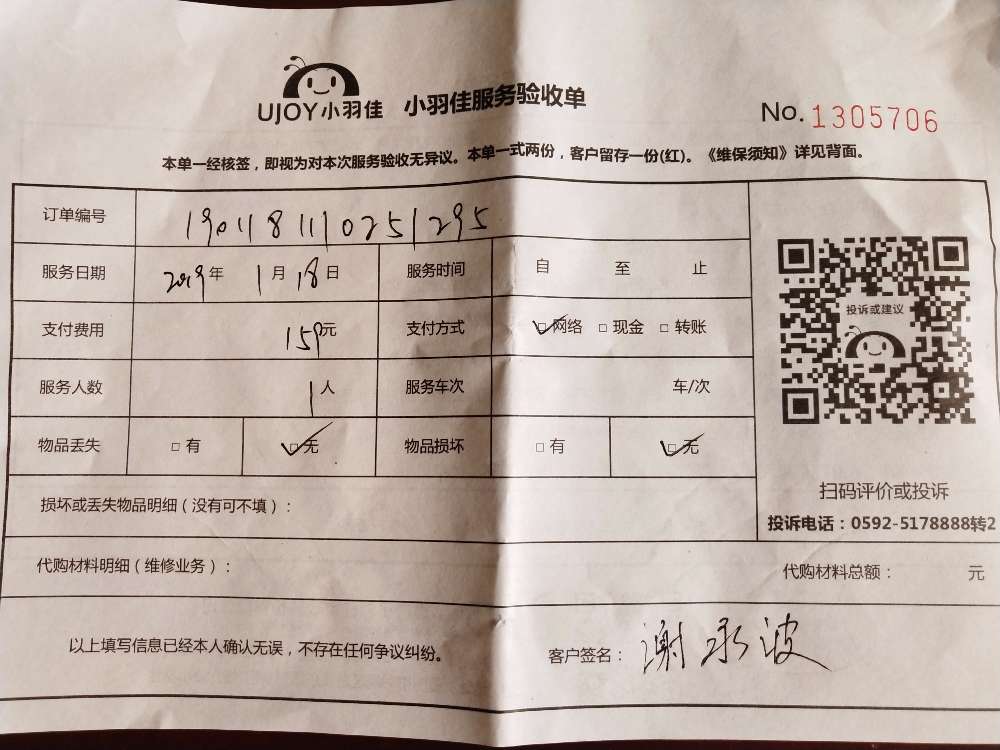 UJOY小羽佳 小羽佳服务验收单 No. 1305706
本单一经核签，即视为对本次服务验收无异议。本单一式两份，客户留存一份(红)。《维保须知》详见背面。
订单编号 1901181110251295
服务日期 2019年 1月 18日 服务时间 自 至 止
投诉或建议
支付费用 159元 支付方式 网络 □ 现金 □ 转账
服务人数 1人 服务车次 车/次
物品丢失 □ 有 □ 无 物品损坏 □ 有 □ 无
扫码评价或投诉
损坏或丢失物品明细（没有可不填）：
投诉电话：0592-5178888转2
代购材料明细（维修业务）： 代购材料总额： 元
以上填写信息已经本人确认无误，不存在任何争议纠纷。 客户签名：谢承波